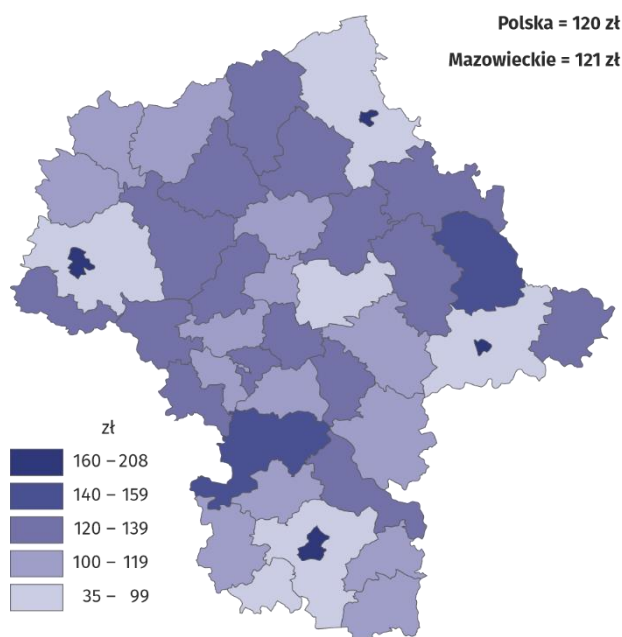 Polska = 120 zł
Mazowieckie = 121 zł
zł
160 – 208
140 – 159
120 – 139
100 – 119
35 – 99